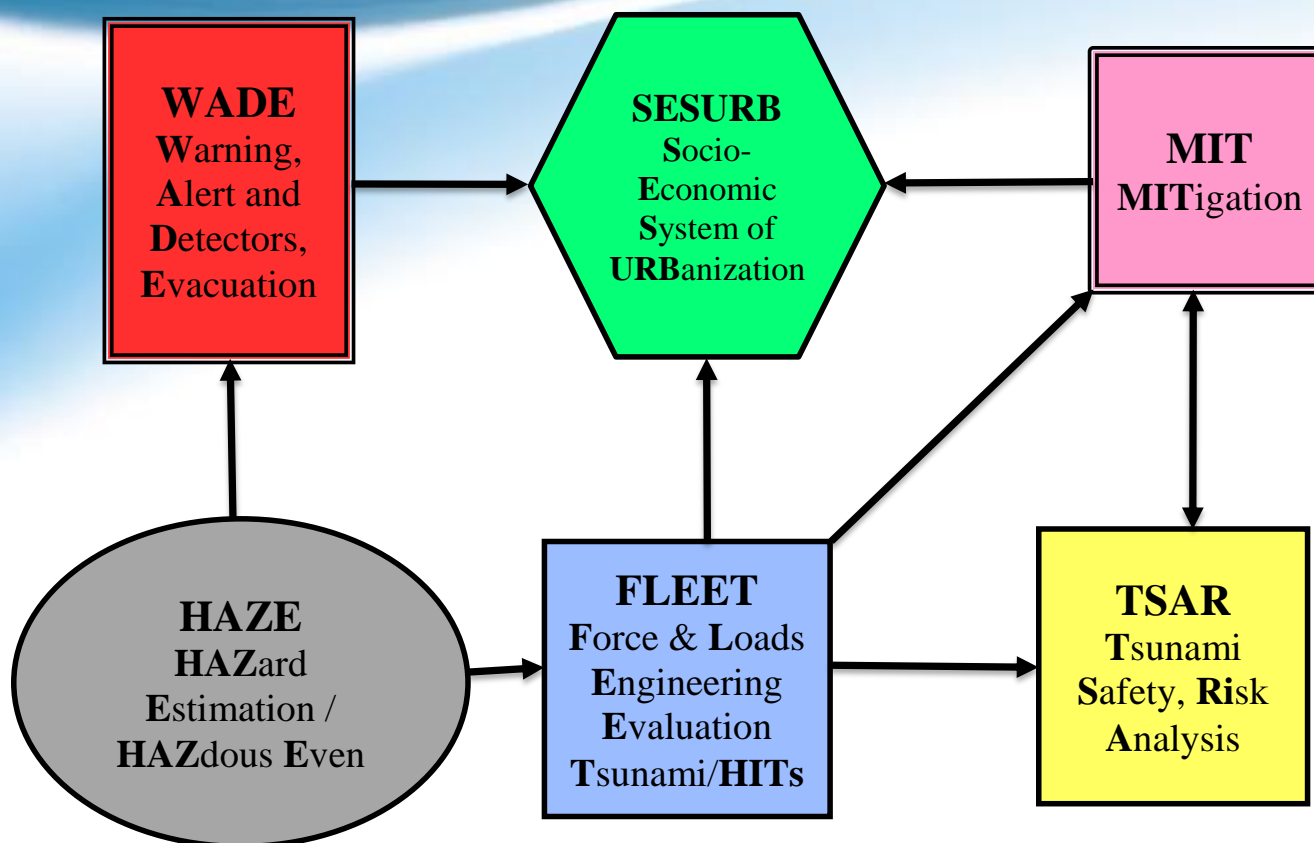 WADE
Warning,
Alert and
Detectors,
Evacuation
SESURB
Socio-
Economic
System of
URBanization
MIT
MITigation
HAZE
HAZard
Estimation /
HAZdous Even
FLEET
Force & Loads
Engineering
Evaluation
Tsunami/HITs
TSAR
Tsunami
Safety, Risk
Analysis